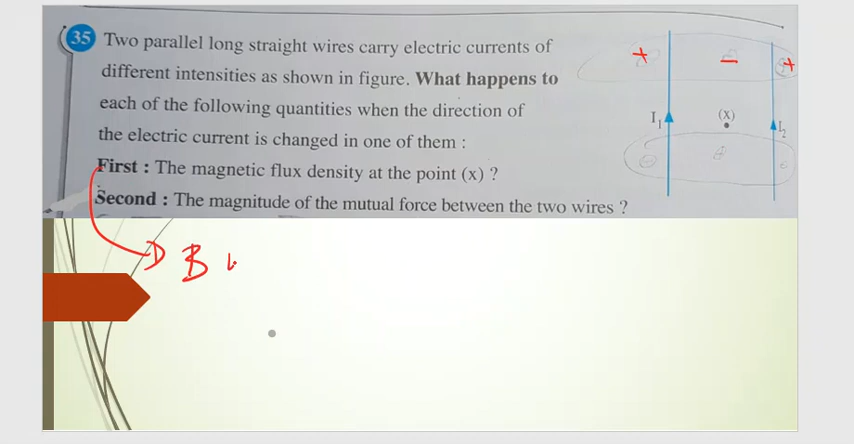 35 Two parallel long straight wires carry electric currents of
different intensities as shown in figure. What happens to
each of the following quantities when the direction of
the electric current is changed in one of them :
First : The magnetic flux density at the point (x) ?
Second : The magnitude of the mutual force between the two wires ?
+ − +
I₁ (x) I₂
B